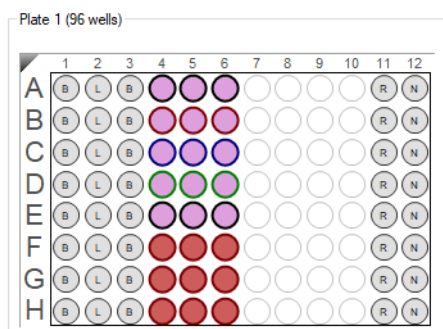 Plate 1 (96 wells)
1 2 3 4 5 6 7 8 9 10 11 12
A B L B R N
B B L B R N
C B L B R N
D B L B R N
E B L B R N
F B L B R N
G B L B R N
H B L B R N